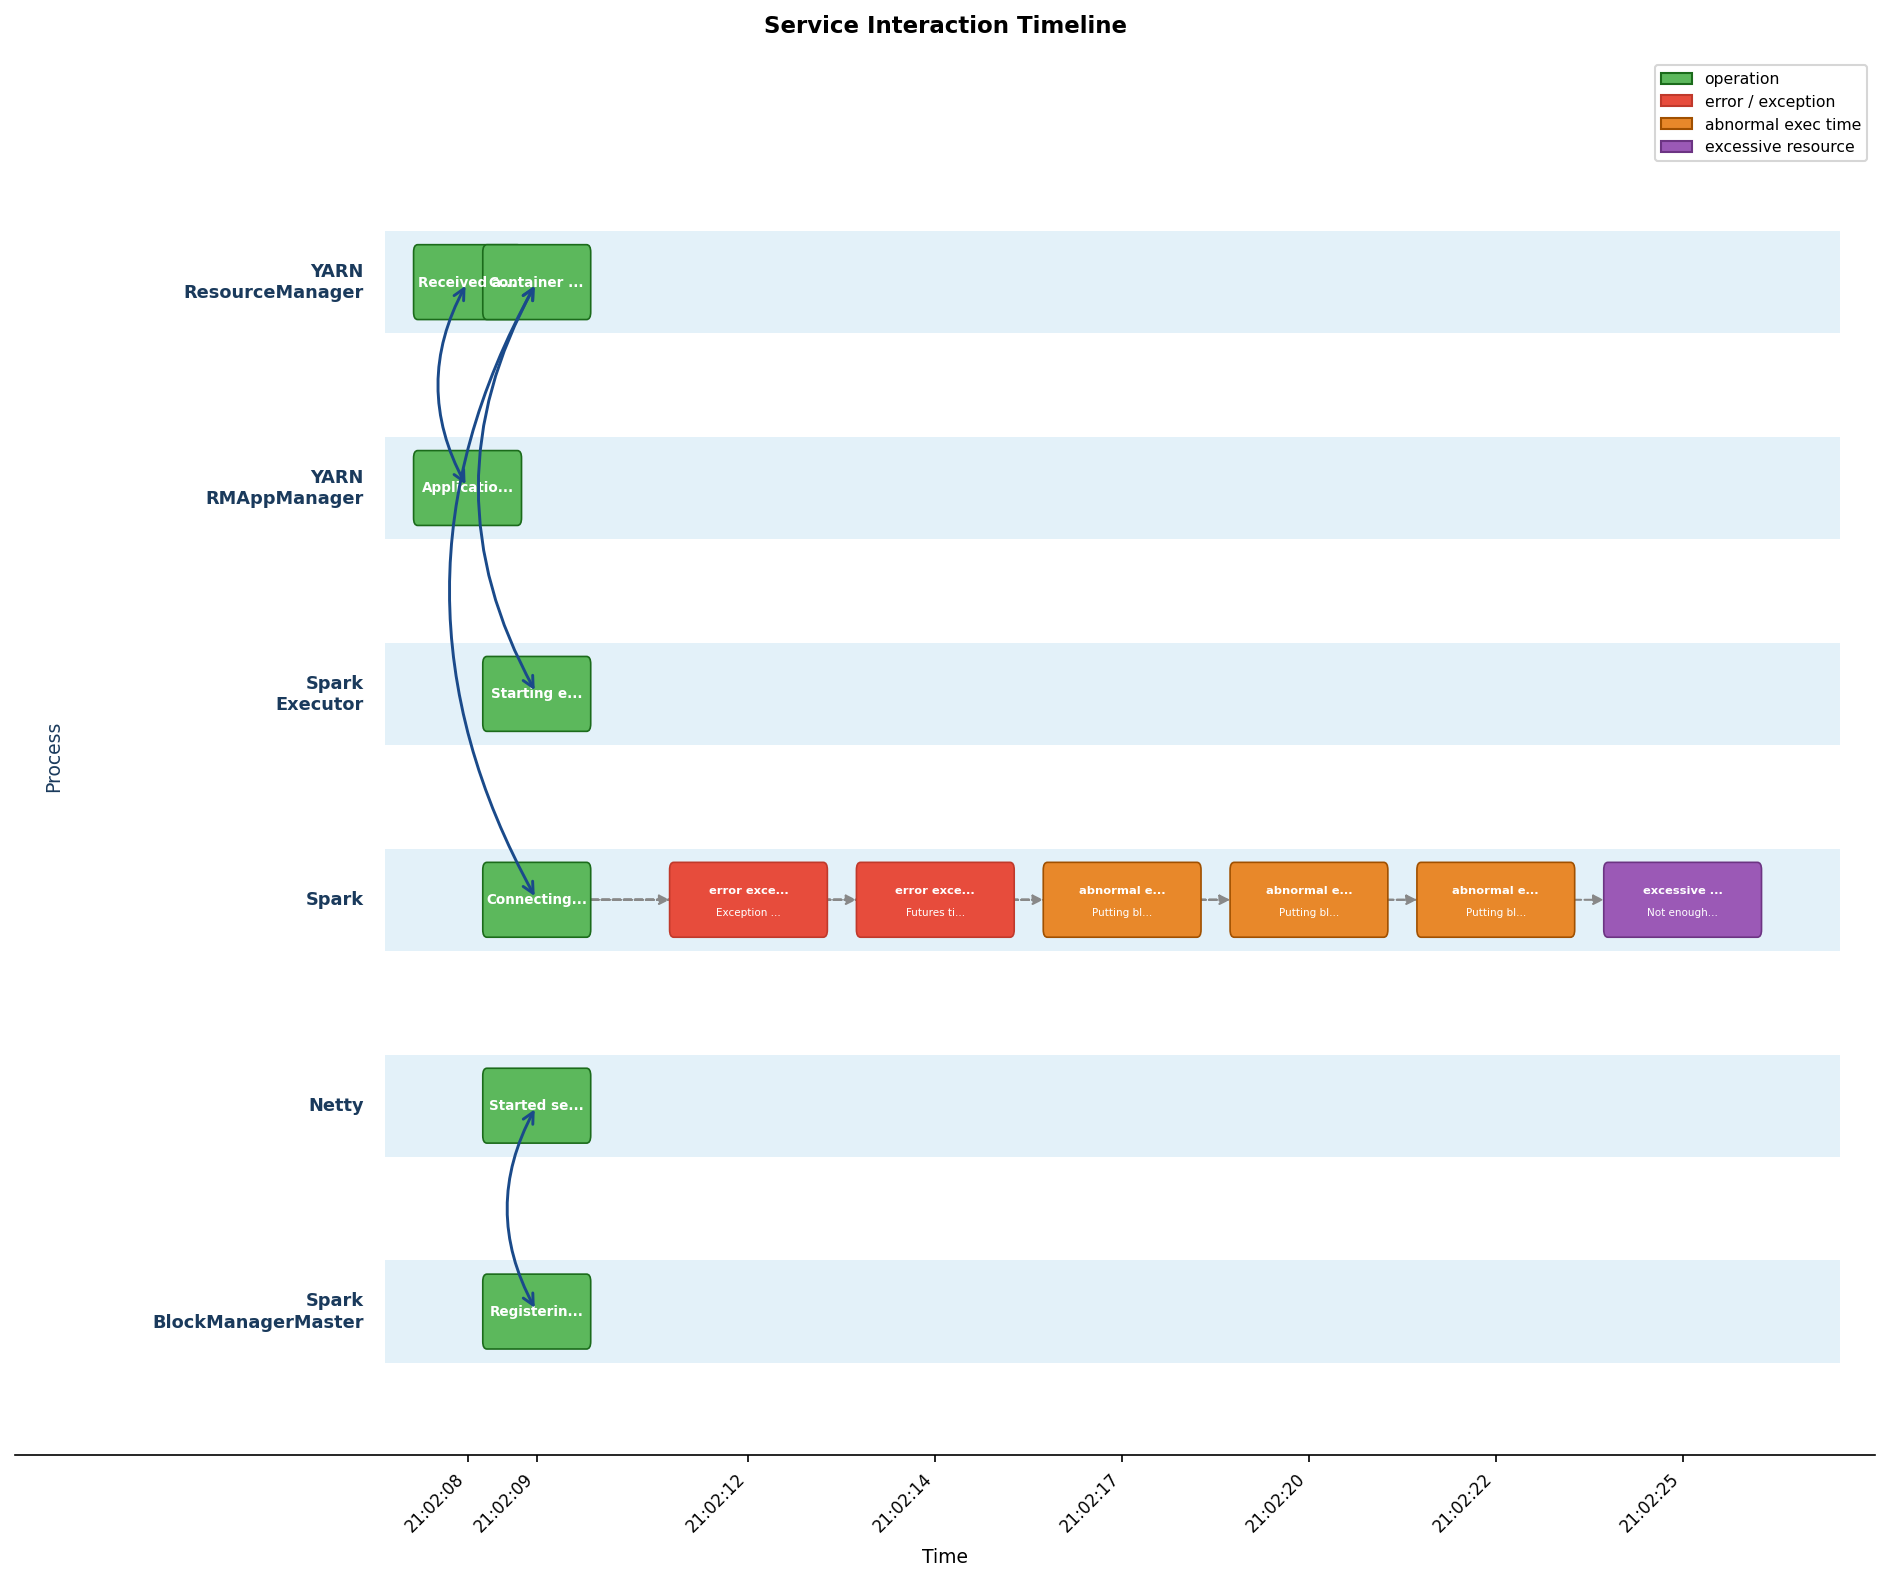 Service Interaction Timeline
operation
error / exception
abnormal exec time
excessive resource
YARN
ResourceManager
Received a...
Container ...
YARN
RMAppManager
Applicatio...
Spark
Executor
Starting e...
Process
Spark
Connecting...
error exce...
Exception ...
error exce...
Futures ti...
abnormal e...
Putting bl...
abnormal e...
Putting bl...
abnormal e...
Putting bl...
excessive ...
Not enough...
Netty
Started se...
Spark
BlockManagerMaster
Registerin...
21:02:08
21:02:09
21:02:12
21:02:14
21:02:17
21:02:20
21:02:22
21:02:25
Time